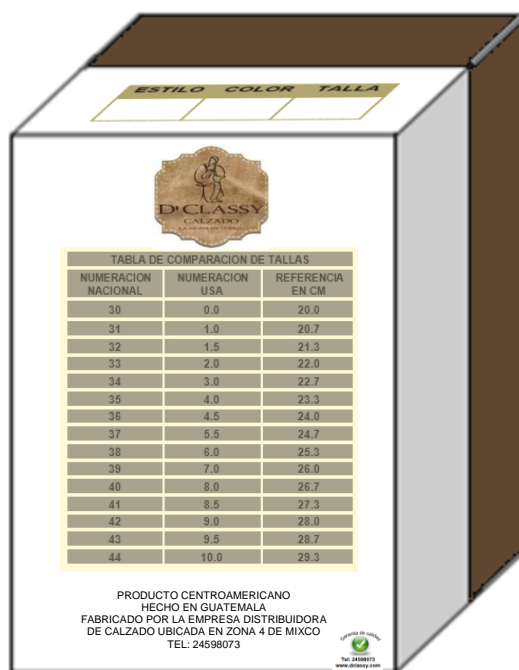 ESTILO COLOR TALLA
D'CLASSY
CALZADO
TABLA DE COMPARACION DE TALLAS
NUMERACION NACIONAL NUMERACION USA REFERENCIA EN CM
30 0.0 20.0
31 1.0 20.7
32 1.5 21.3
33 2.0 22.0
34 3.0 22.7
35 4.0 23.3
36 4.5 24.0
37 5.5 24.7
38 6.0 25.3
39 7.0 26.0
40 8.0 26.7
41 8.5 27.3
42 9.0 28.0
43 9.5 28.7
44 10.0 29.3
PRODUCTO CENTROAMERICANO
HECHO EN GUATEMALA
FABRICADO POR LA EMPRESA DISTRIBUIDORA
DE CALZADO UBICADA EN ZONA 4 DE MIXCO
TEL: 24598073
Garantía de calidad
Tel: 24598073
www.dclassy.com